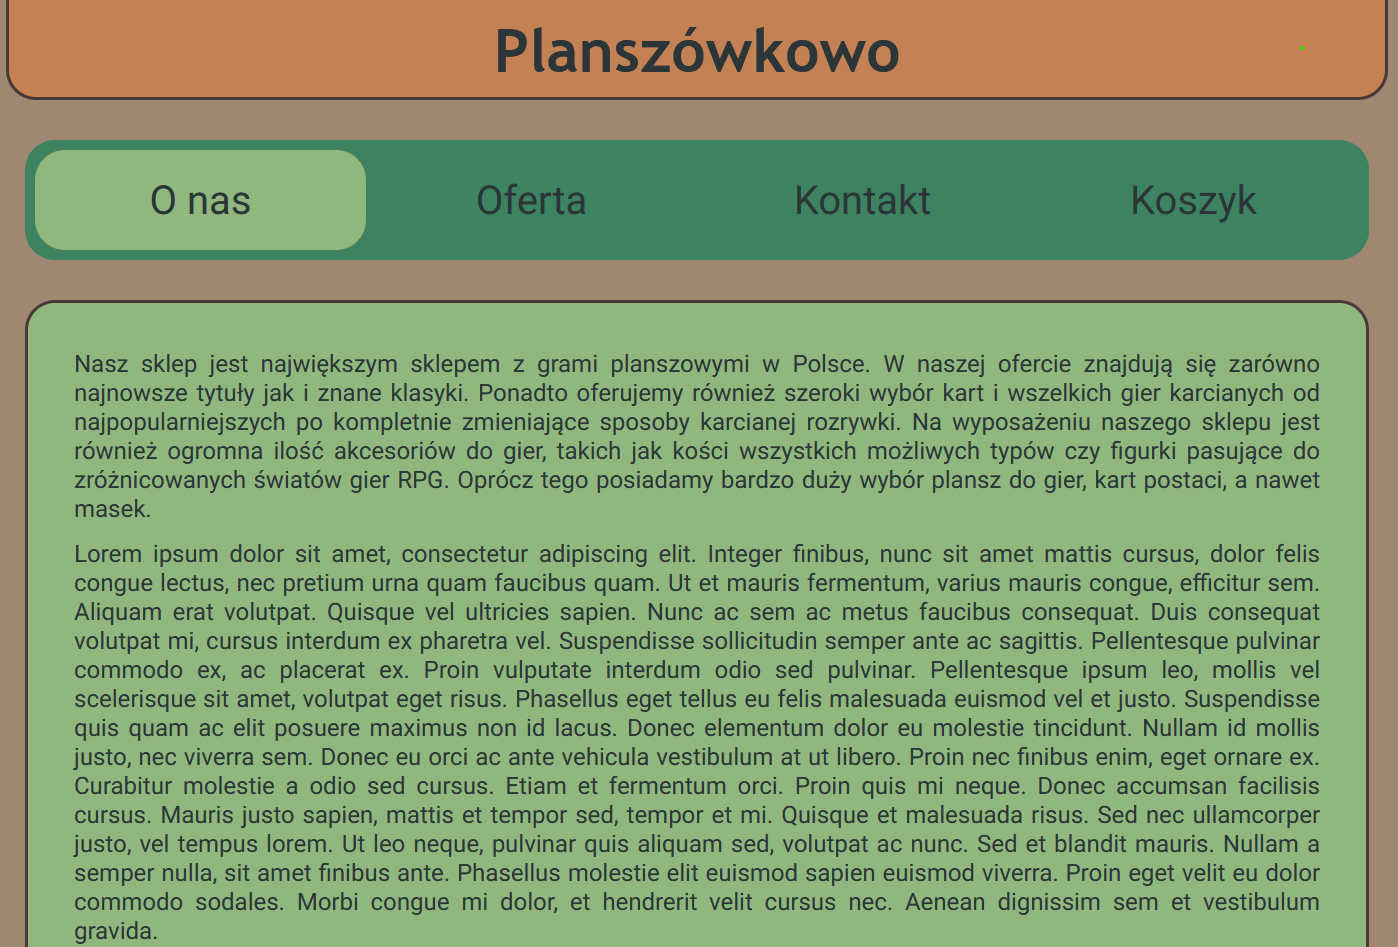 Planszówkowo
O nas
Oferta
Kontakt
Koszyk
Nasz sklep jest największym sklepem z grami planszowymi w Polsce. W naszej ofercie znajdują się zarówno
najnowsze tytuły jak i znane klasyki. Ponadto oferujemy również szeroki wybór kart i wszelkich gier karcianych od
najpopularniejszych po kompletnie zmieniające sposoby karcianej rozrywki. Na wyposażeniu naszego sklepu jest
również ogromna ilość akcesoriów do gier, takich jak kości wszystkich możliwych typów czy figurki pasujące do
zróżnicowanych światów gier RPG. Oprócz tego posiadamy bardzo duży wybór plansz do gier, kart postaci, a nawet
masek.
Lorem ipsum dolor sit amet, consectetur adipiscing elit. Integer finibus, nunc sit amet mattis cursus, dolor felis
congue lectus, nec pretium urna quam faucibus quam. Ut et mauris fermentum, varius mauris congue, efficitur sem.
Aliquam erat volutpat. Quisque vel ultricies sapien. Nunc ac sem ac metus faucibus consequat. Duis consequat
volutpat mi, cursus interdum ex pharetra vel. Suspendisse sollicitudin semper ante ac sagittis. Pellentesque pulvinar
commodo ex, ac placerat ex. Proin vulputate interdum odio sed pulvinar. Pellentesque ipsum leo, mollis vel
scelerisque sit amet, volutpat eget risus. Phasellus eget tellus eu felis malesuada euismod vel et justo. Suspendisse
quis quam ac elit posuere maximus non id lacus. Donec elementum dolor eu molestie tincidunt. Nullam id mollis
justo, nec viverra sem. Donec eu orci ac ante vehicula vestibulum at ut libero. Proin nec finibus enim, eget ornare ex.
Curabitur molestie a odio sed cursus. Etiam et fermentum orci. Proin quis mi neque. Donec accumsan facilisis
cursus. Mauris justo sapien, mattis et tempor sed, tempor et mi. Quisque et malesuada risus. Sed nec ullamcorper
justo, vel tempus lorem. Ut leo neque, pulvinar quis aliquam sed, volutpat ac nunc. Sed et blandit mauris. Nullam a
semper nulla, sit amet finibus ante. Phasellus molestie elit euismod sapien euismod viverra. Proin eget velit eu dolor
commodo sodales. Morbi congue mi dolor, et hendrerit velit cursus nec. Aenean dignissim sem et vestibulum
gravida.